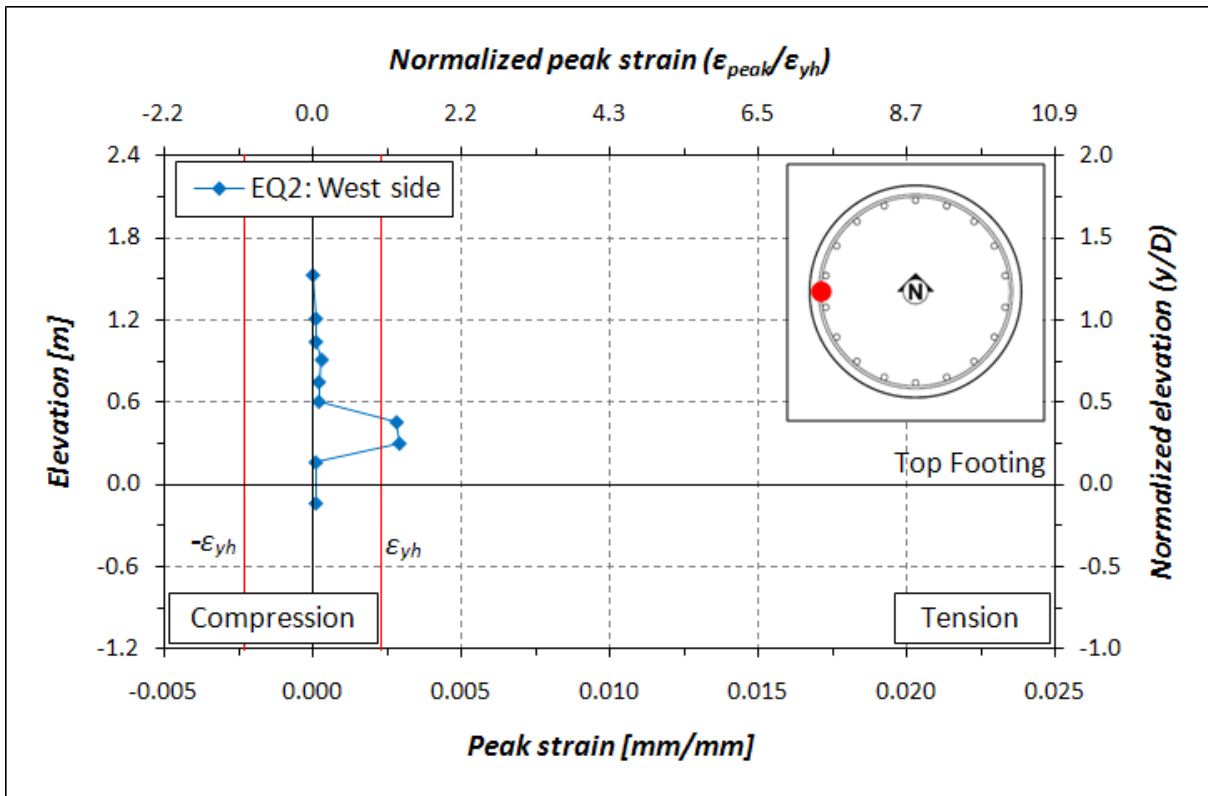 Normalized peak strain (εpeak/εyh)
-2.2 0.0 2.2 4.3 6.5 8.7 10.9
2.4 2.0
EQ2: West side
1.8 1.5
1.2 1.0
N
0.6 0.5
Top Footing
0.0 0.0
-εyh εyh
-0.6 -0.5
Compression Tension
-1.2 -1.0
-0.005 0.000 0.005 0.010 0.015 0.020 0.025
Peak strain [mm/mm]
Elevation [m]
Normalized elevation (y/D)